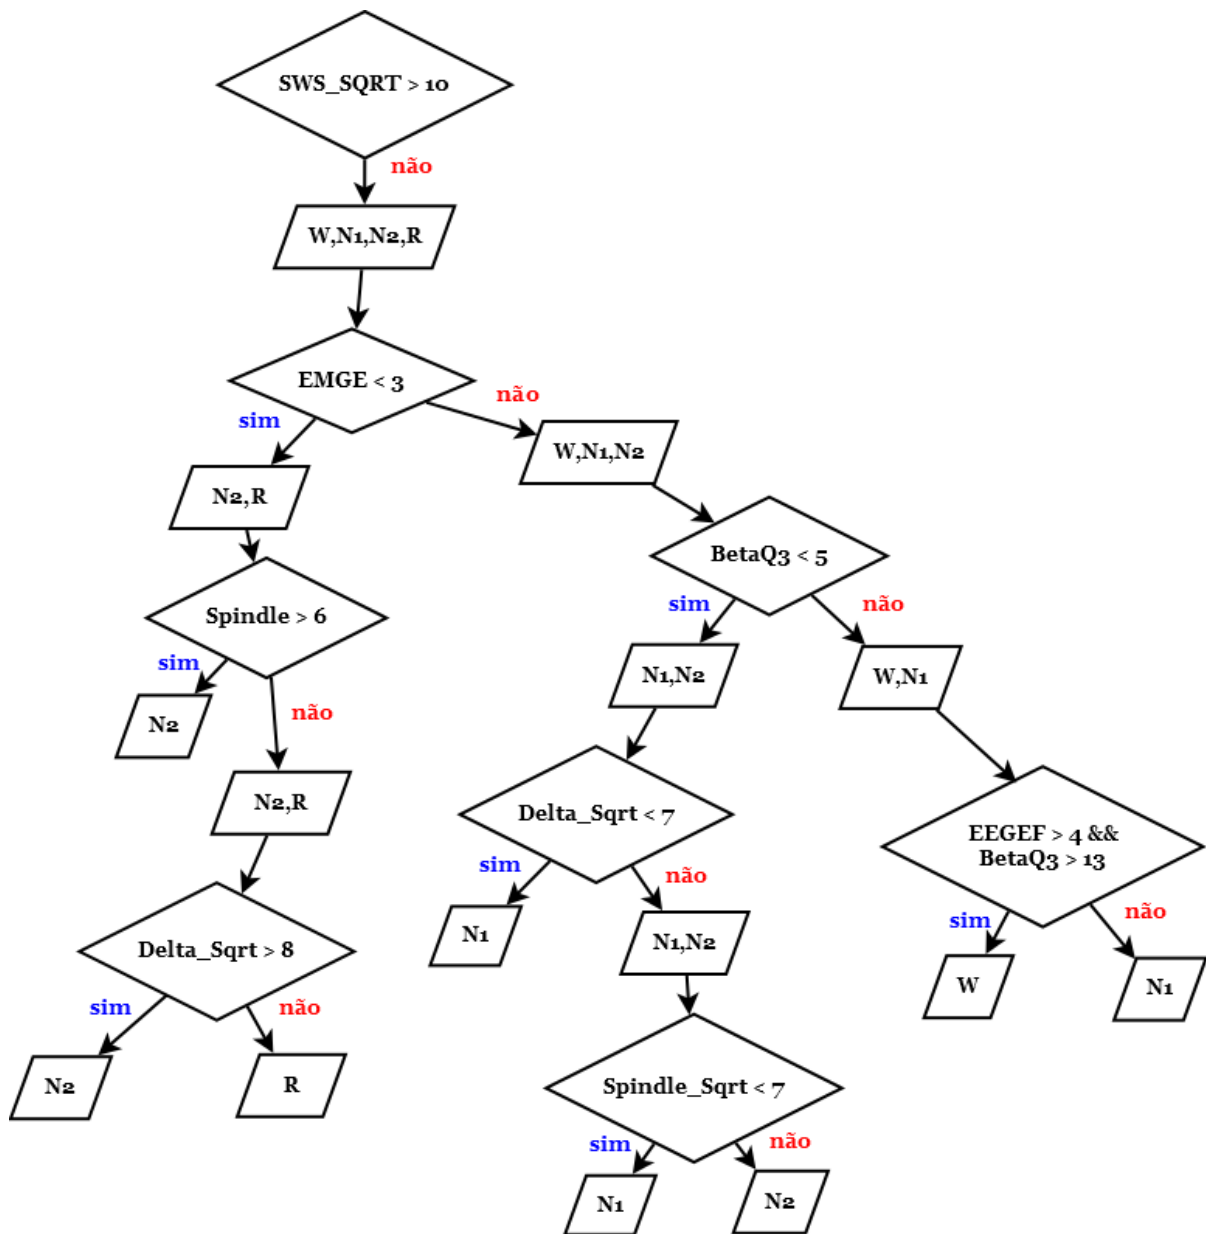 SWS_SQRT > 10
não
W,N1,N2,R
EMGE < 3
sim
não
W,N1,N2
N2,R
BetaQ3 < 5
Spindle > 6
sim
não
sim
N1,N2
W,N1
N2
não
N2,R
Delta_Sqrt < 7
EEGEF > 4 &&
BetaQ3 > 13
sim
não
sim
não
N1
N1,N2
Delta_Sqrt > 8
W
N1
sim
não
N2
R
Spindle_Sqrt < 7
sim
não
N1
N2